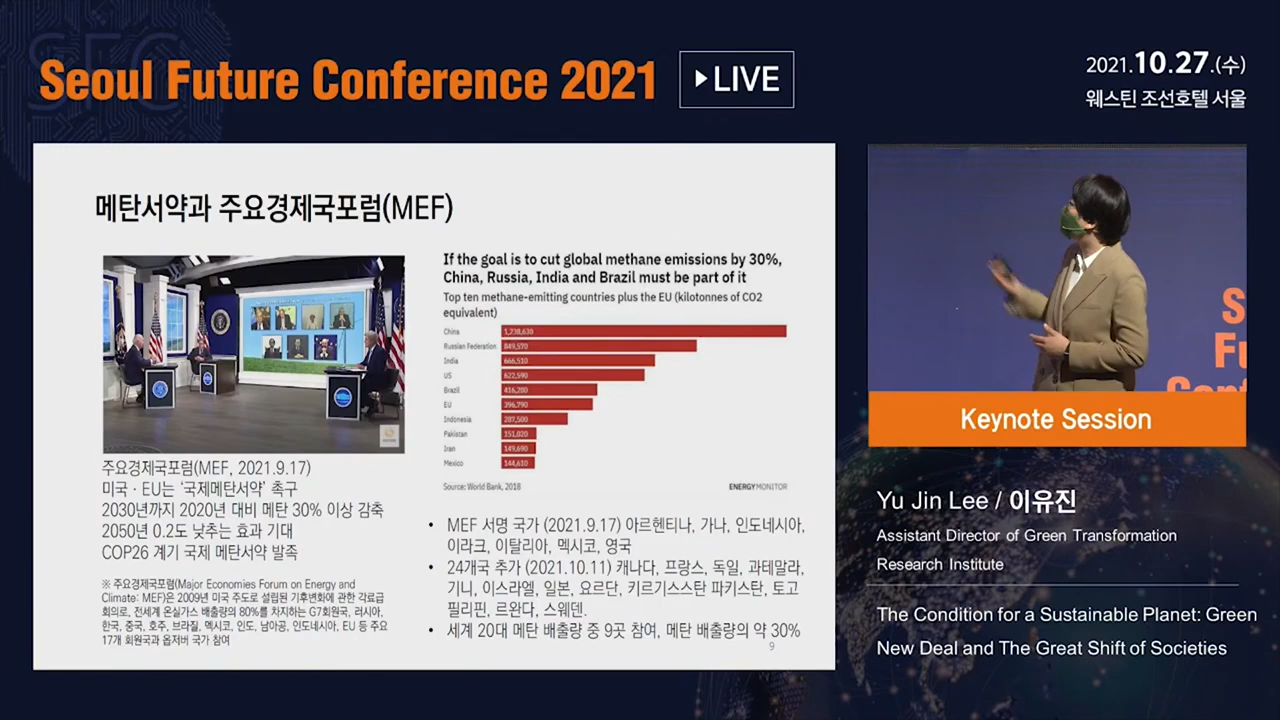 Seoul Future Conference 2021
LIVE
2021.10.27.(수)
웨스틴 조선호텔 서울
메탄서약과 주요경제국포럼(MEF)
주요경제국포럼(MEF, 2021.9.17)
미국·EU는 '국제메탄서약' 촉구
2030년까지 2020년 대비 메탄 30% 이상 감축
2050년 0.2도 낮추는 효과 기대
COP26 계기 국제 메탄서약 발족
※ 주요경제국포럼(Major Economies Forum on Energy and
Climate: MEF)은 2009년 미국 주도로 설립된 기후변화에 관한 각료급
회의로, 전세계 온실가스 배출량의 80%를 차지하는 G7회원국, 러시아,
한국, 중국, 호주, 브라질, 멕시코, 인도, 남아공, 인도네시아, EU 등 주요
17개 회원국과 옵저버 국가 참여
If the goal is to cut global methane emissions by 30%,
China, Russia, India and Brazil must be part of it
Top ten methane-emitting countries plus the EU (kilotonnes of CO2
equivalent)
China 1,238,630
Russian Federation 849,570
India 666,510
US 622,590
Brazil 416,280
EU 396,790
Indonesia 287,500
Pakistan 151,020
Iran 149,690
Mexico 144,610
Source: World Bank, 2018
ENERGYMONITOR
• MEF 서명 국가 (2021.9.17) 아르헨티나, 가나, 인도네시아,
이라크, 이탈리아, 멕시코, 영국
• 24개국 추가 (2021.10.11) 캐나다, 프랑스, 독일, 과테말라,
기니, 이스라엘, 일본, 요르단, 키르기스스탄 파키스탄, 토고
필리핀, 르완다, 스웨덴.
• 세계 20대 메탄 배출량 중 9곳 참여, 메탄 배출량의 약 30%
9
S
Fu
Conf
Keynote Session
Yu Jin Lee / 이유진
Assistant Director of Green Transformation
Research Institute
The Condition for a Sustainable Planet: Green
New Deal and The Great Shift of Societies